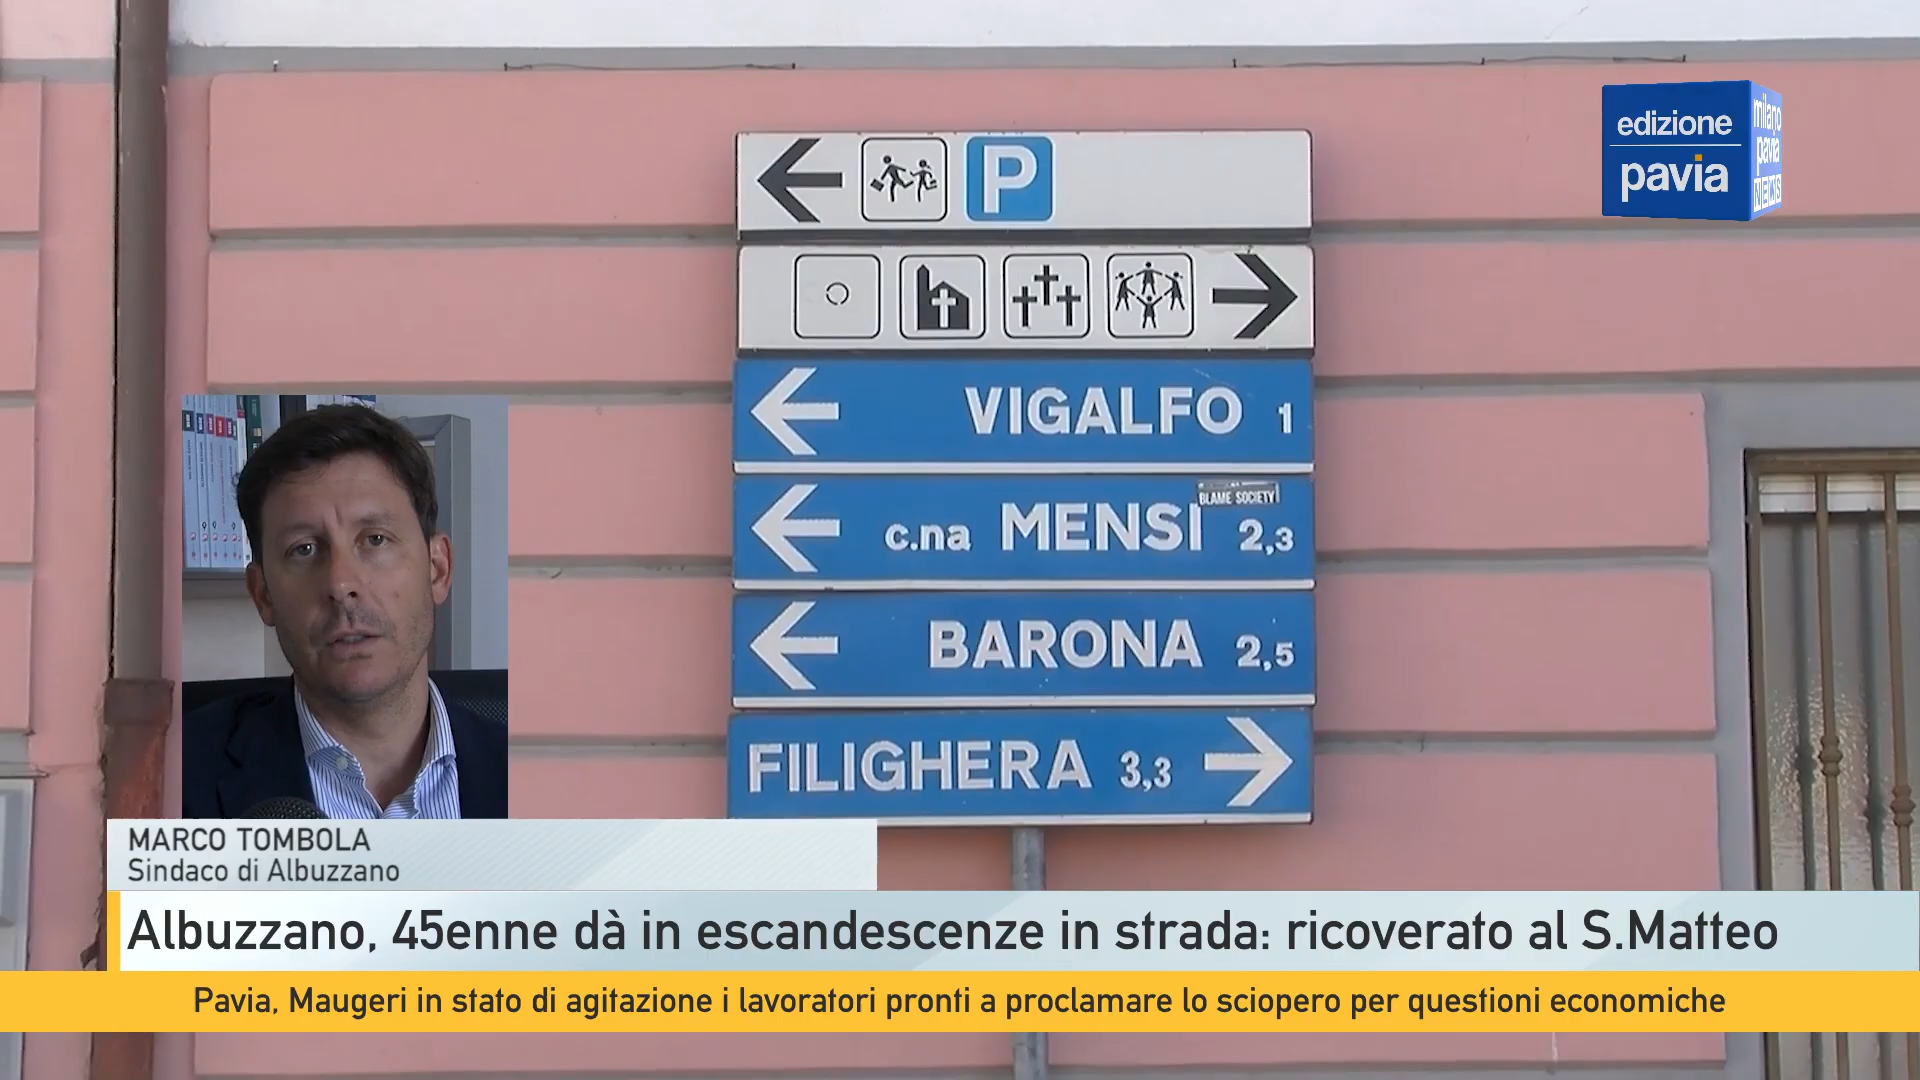 edizione
pavia
milano
pavia
NEWS
P
VIGALFO 1
BLAME SOCIETY
c.na MENSI 2,3
BARONA 2,5
FILIGHERA 3,3
MARCO TOMBOLA
Sindaco di Albuzzano
Albuzzano, 45enne dà in escandescenze in strada: ricoverato al S.Matteo
Pavia, Maugeri in stato di agitazione i lavoratori pronti a proclamare lo sciopero per questioni economiche